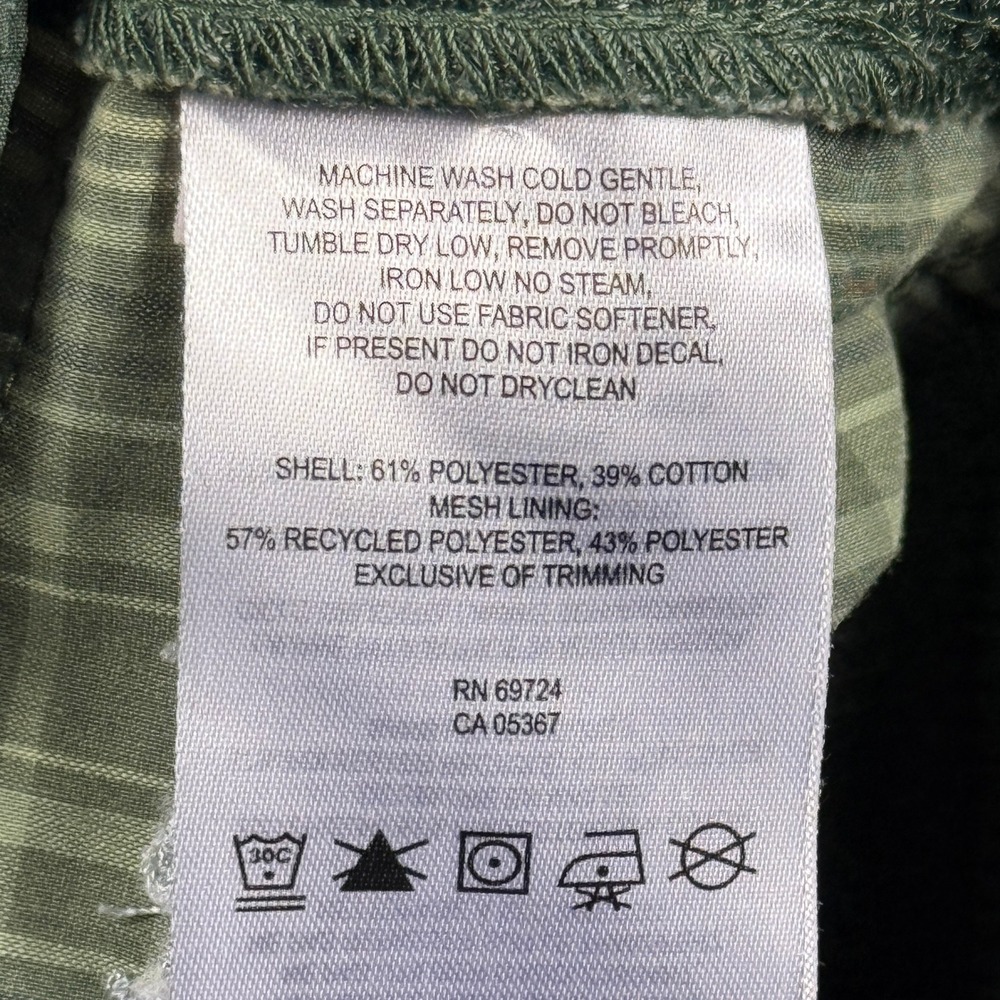 MACHINE WASH COLD GENTLE,
WASH SEPARATELY, DO NOT BLEACH,
TUMBLE DRY LOW, REMOVE PROMPTLY,
IRON LOW NO STEAM,
DO NOT USE FABRIC SOFTENER,
IF PRESENT DO NOT IRON DECAL,
DO NOT DRYCLEAN
SHELL: 61% POLYESTER, 39% COTTON
MESH LINING:
57% RECYCLED POLYESTER, 43% POLYESTER
EXCLUSIVE OF TRIMMING
RN 69724
CA 05367
30C